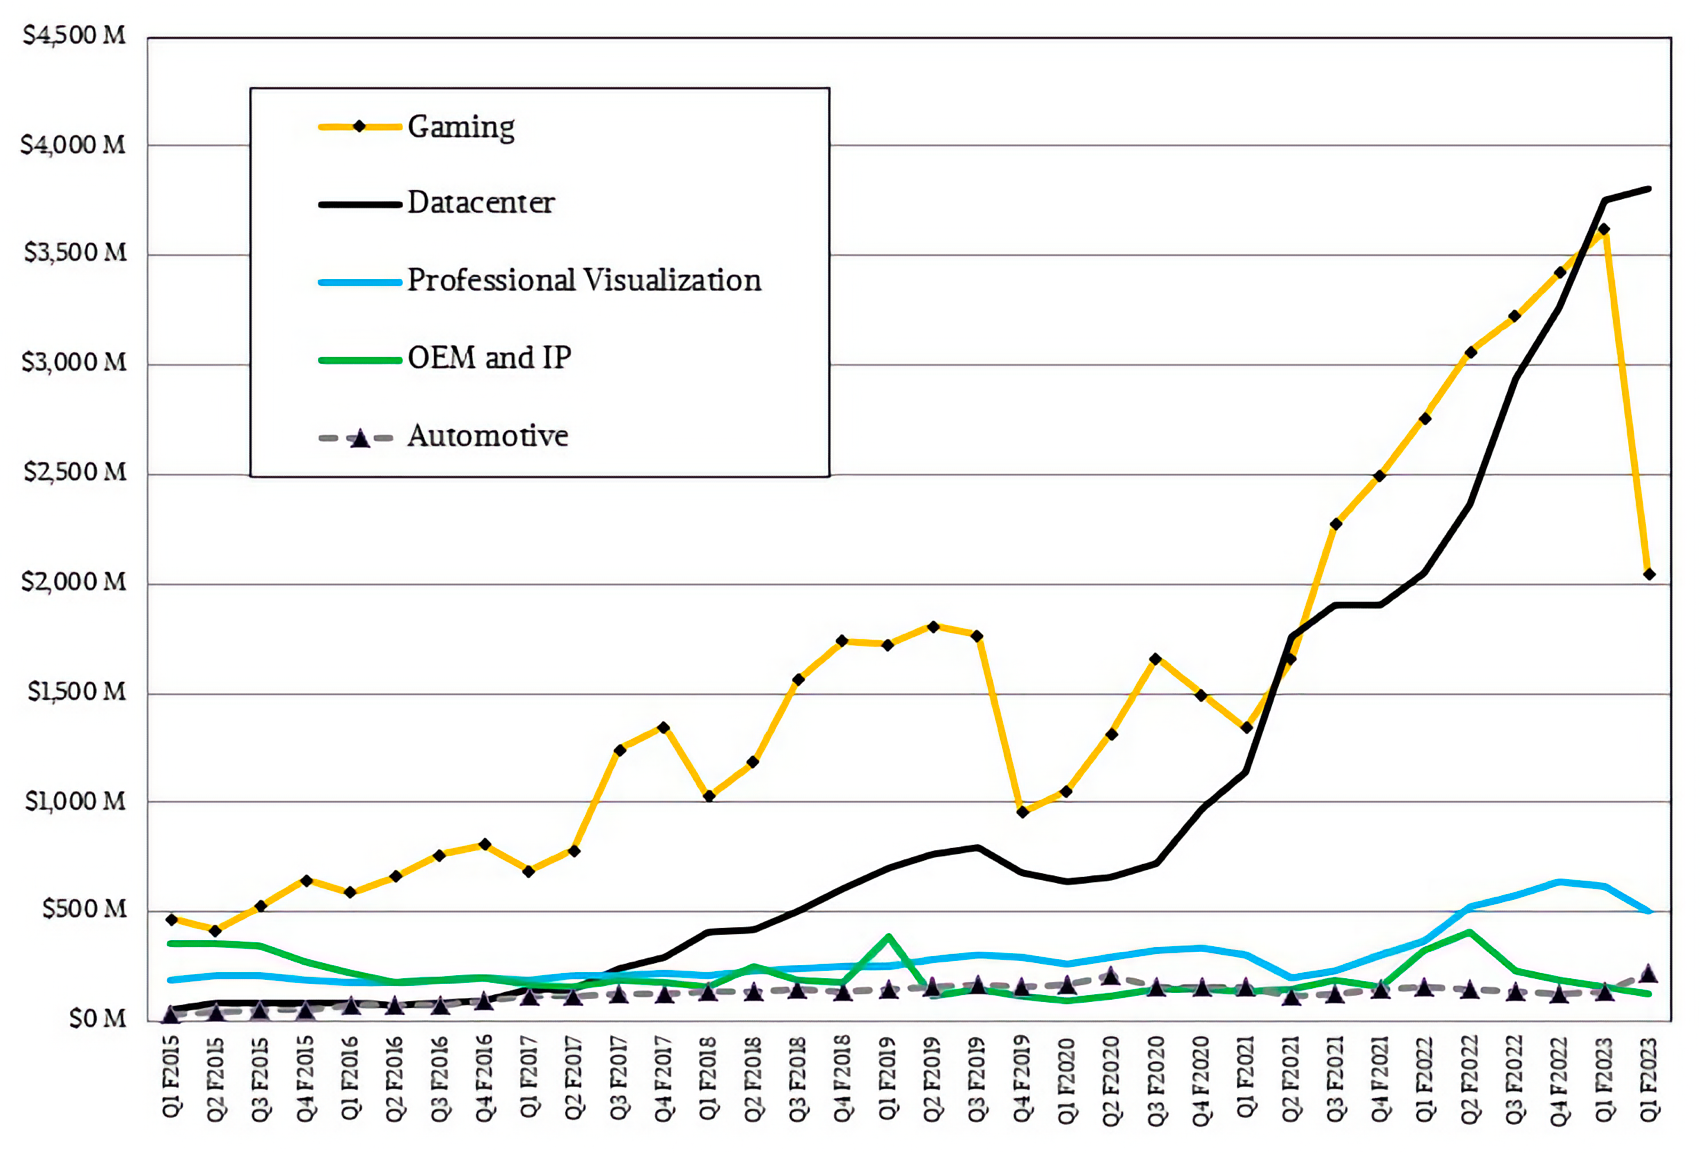 $4,500 M
$4,000 M
$3,500 M
$3,000 M
$2,500 M
$2,000 M
$1,500 M
$1,000 M
$500 M
$0 M
Gaming
Datacenter
Professional Visualization
OEM and IP
Automotive
Q1 F2015
Q2 F2015
Q3 F2015
Q4 F2015
Q1 F2016
Q2 F2016
Q3 F2016
Q4 F2016
Q1 F2017
Q2 F2017
Q3 F2017
Q4 F2017
Q1 F2018
Q2 F2018
Q3 F2018
Q4 F2018
Q1 F2019
Q2 F2019
Q3 F2019
Q4 F2019
Q1 F2020
Q2 F2020
Q3 F2020
Q4 F2020
Q1 F2021
Q2 F2021
Q3 F2021
Q4 F2021
Q1 F2022
Q2 F2022
Q3 F2022
Q4 F2022
Q1 F2023
Q1 F2023